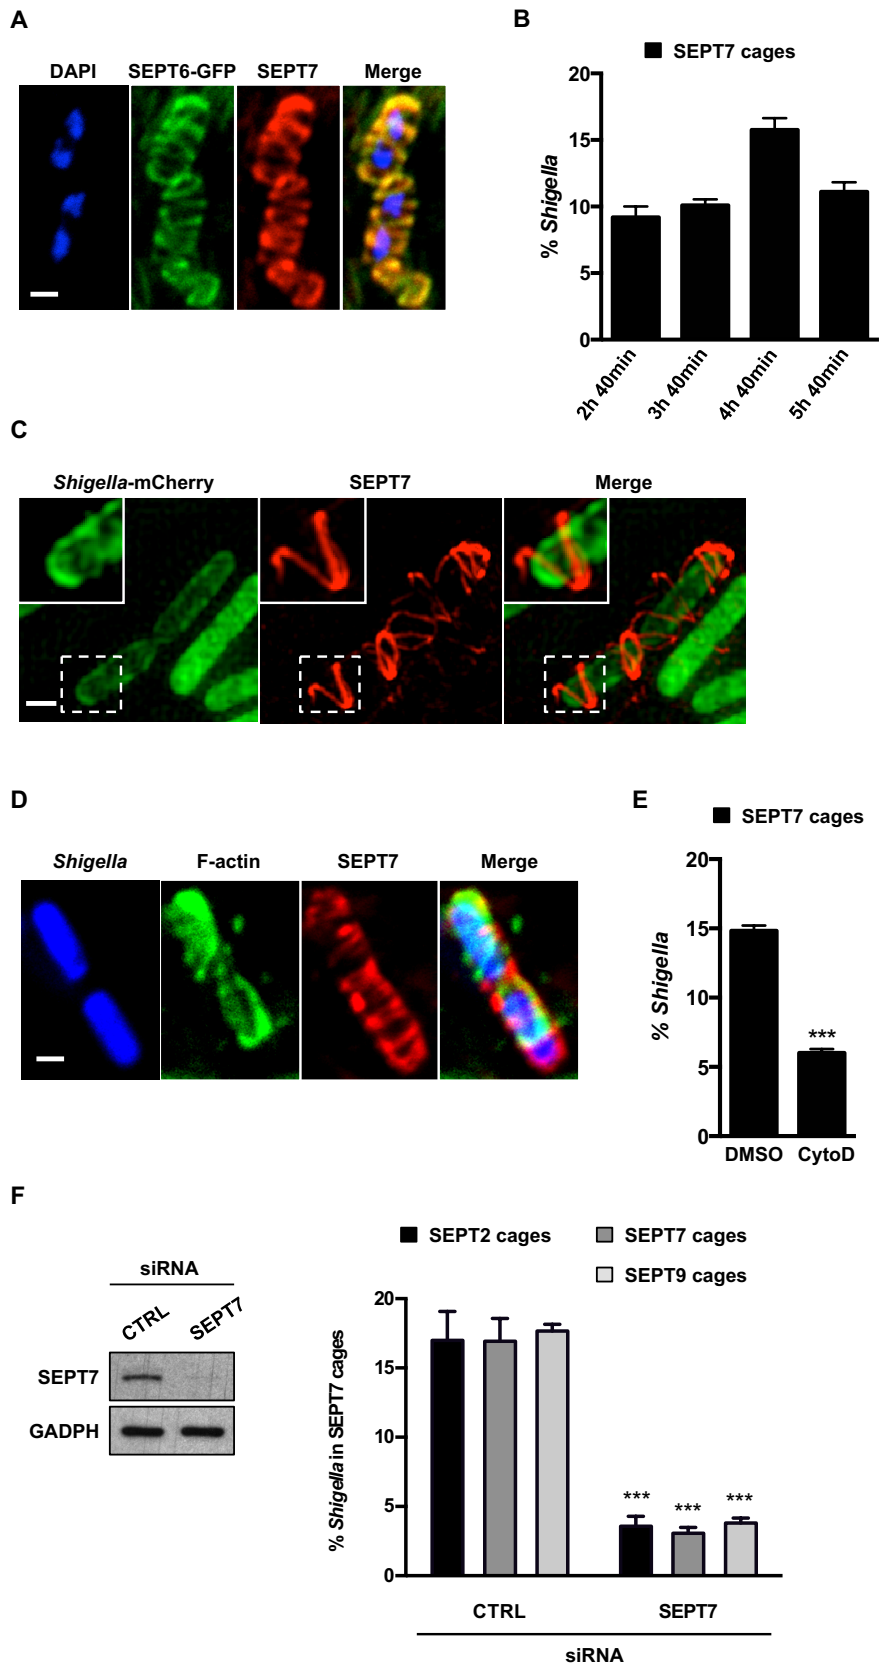 A
DAPI SEPT6-GFP SEPT7 Merge
B
SEPT7 cages
% Shigella
20
15
10
5
0
2h 40min 3h 40min 4h 40min 5h 40min
C
Shigella-mCherry SEPT7 Merge
D
Shigella F-actin SEPT7 Merge
E
SEPT7 cages
% Shigella
20
15
10
5
0
***
DMSO CytoD
F
siRNA
CTRL SEPT7
SEPT7
GADPH
SEPT2 cages SEPT7 cages
SEPT9 cages
% Shigella in SEPT7 cages
20
15
10
5
0
*** *** ***
CTRL SEPT7
siRNA